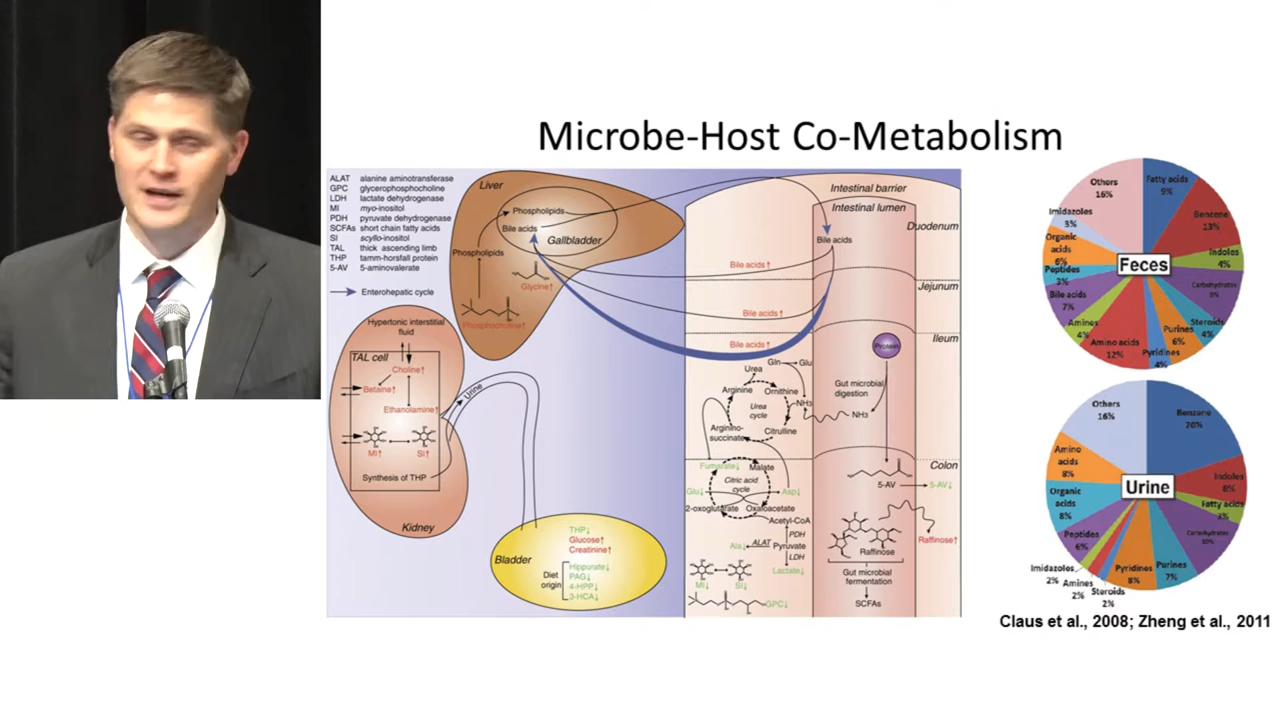 Microbe-Host Co-Metabolism
ALAT alanine aminotransferase
GPC glycerophosphocholine
LDH lactate dehydrogenase
MI myo-inositol
PDH pyruvate dehydrogenase
SCFAs short chain fatty acids
SI scyllo-inositol
TAL thick ascending limb
THP tamm-horsfall protein
5-AV 5-aminovalerate
Enterohepatic cycle
Liver
Phospholipids
Bile acids
Gallbladder
Phospholipids
Glycine↑
Phosphocholine↑
Hypertonic interstitial
fluid
TAL cell
Choline↑
Betaine↑
Ethanolamine↑
MI↑
SI↑
Synthesis of THP
Kidney
Urine
Bladder
THP↓
Glucose↑
Creatinine↑
Diet
origin
Hippurate↓
PAG↓
4-HPP↓
3-HCA↓
Intestinal barrier
Intestinal lumen
Duodenum
Bile acids
Bile acids↑
Jejunum
Bile acids↑
Ileum
Bile acids↑
Protein
Gln
Glu
Urea
Arginine
Ornithine
Urea
cycle
NH3
Gut microbial
digestion
NH3
Arginino-
succinate
Citrulline
Colon
Fumarate↓
Malate
Citric acid
cycle
Glu↓
Asp↓
2-oxoglutarate
Oxaloacetate
Acetyl-CoA
PDH
Ala↓
ALAT
Pyruvate
LDH
Lactate↓
MI↓
SI↓
GPC↓
5-AV
5-AV↓
Raffinose
Raffinose↑
Gut microbial
fermentation
SCFAs
Feces
Fatty acids
9%
Benzene
13%
Indoles
4%
Carbohydrates
Steroids
4%
Purines
6%
Pyridines
4%
Amino acids
12%
Amines
4%
Bile acids
7%
Peptides
3%
Organic
acids
6%
Imidazoles
3%
Others
16%
Urine
Benzene
20%
Indoles
Fatty acids
3%
Carbohydrates
10%
Purines
7%
Pyridines
8%
Steroids
2%
Amines
2%
Imidazoles
2%
Peptides
6%
Organic
acids
8%
Amino
acids
8%
Others
16%
Claus et al., 2008; Zheng et al., 2011